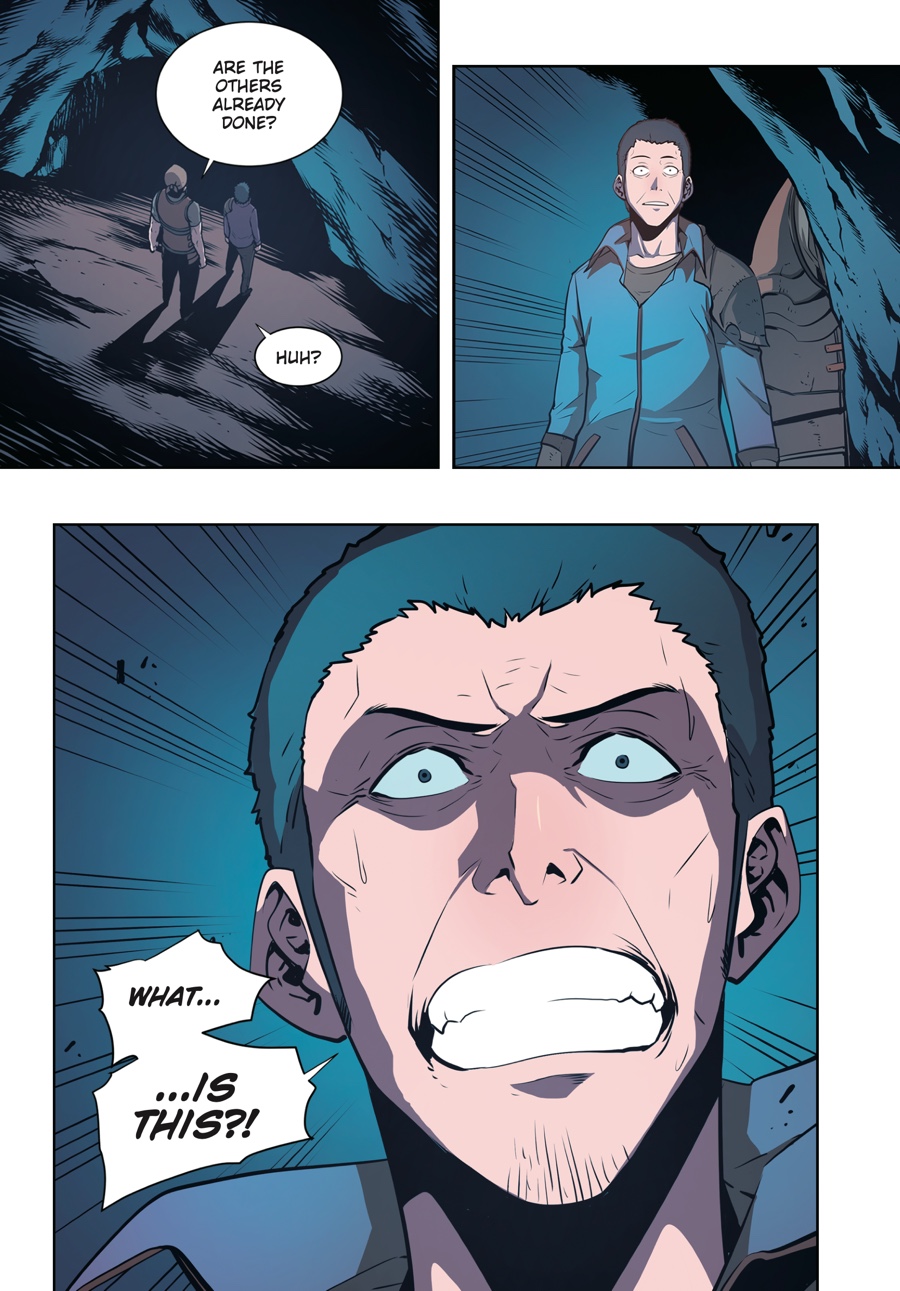 ARE THE
OTHERS
ALREADY
DONE?
HUH?
WHAT...
...IS
THIS?!